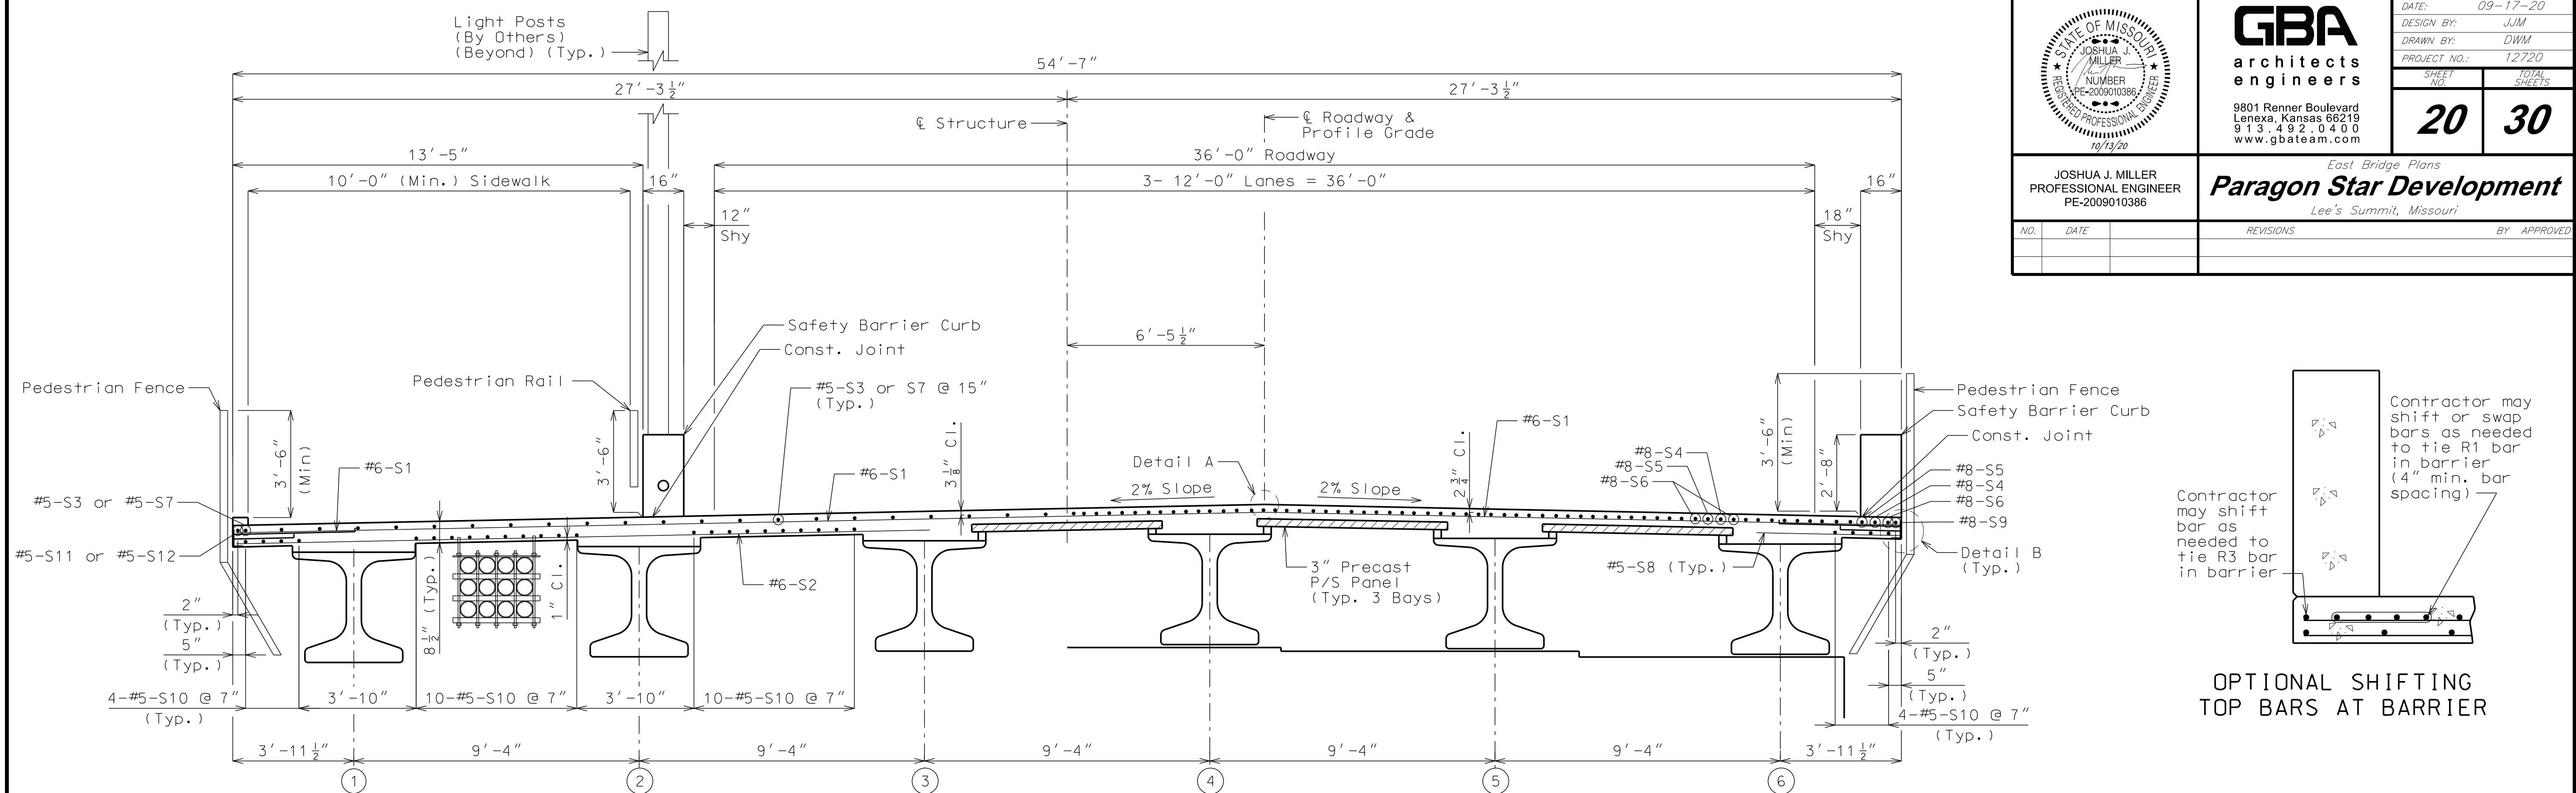 Light Posts
(By Others)
(Beyond) (Typ.)
54'-7"
27'-3 1/2"
27'-3 1/2"
℄ Structure
℄ Roadway &
Profile Grade
13'-5"
36'-0" Roadway
10'-0" (Min.) Sidewalk
16"
3- 12'-0" Lanes = 36'-0"
16"
12"
Shy
18"
Shy
6'-5 1/2"
Safety Barrier Curb
Const. Joint
Pedestrian Fence
Pedestrian Rail
#5-S3 or S7 @ 15"
(Typ.)
3'-6"
(Min)
#6-S1
3'-6"
#6-S1
3 1/8" Cl.
Detail A
2% Slope
2% Slope
2 3/4" Cl.
#6-S1
#8-S4
#8-S5
#8-S6
3'-6"
(Min)
2'-8"
Pedestrian Fence
Safety Barrier Curb
Const. Joint
#8-S5
#8-S4
#8-S6
#8-S9
Detail B
(Typ.)
#5-S3 or #5-S7
#5-S11 or #5-S12
8 1/2" (Typ.)
1" Cl.
#6-S2
3" Precast
P/S Panel
(Typ. 3 Bays)
#5-S8 (Typ.)
2"
(Typ.)
5"
(Typ.)
2"
(Typ.)
5"
(Typ.)
4-#5-S10 @ 7"
(Typ.)
3'-10"
10-#5-S10 @ 7"
3'-10"
10-#5-S10 @ 7"
4-#5-S10 @ 7"
(Typ.)
3'-11 1/2"
9'-4"
9'-4"
9'-4"
9'-4"
9'-4"
3'-11 1/2"
1
2
3
4
5
6
STATE OF MISSOURI
JOSHUA J.
MILLER
NUMBER
PE-2009010386
REGISTERED PROFESSIONAL ENGINEER
10/13/20
JOSHUA J. MILLER
PROFESSIONAL ENGINEER
PE-2009010386
GBA
architects
engineers
9801 Renner Boulevard
Lenexa, Kansas 66219
913.492.0400
www.gbateam.com
DATE: 09-17-20
DESIGN BY: JJM
DRAWN BY: DWM
PROJECT NO.: 12720
SHEET
NO.
TOTAL
SHEETS
20
30
East Bridge Plans
Paragon Star Development
Lee's Summit, Missouri
NO. DATE REVISIONS BY APPROVED
Contractor may
shift or swap
bars as needed
to tie R1 bar
in barrier
(4" min. bar
spacing)
Contractor
may shift
bar as
needed to
tie R3 bar
in barrier
OPTIONAL SHIFTING
TOP BARS AT BARRIER